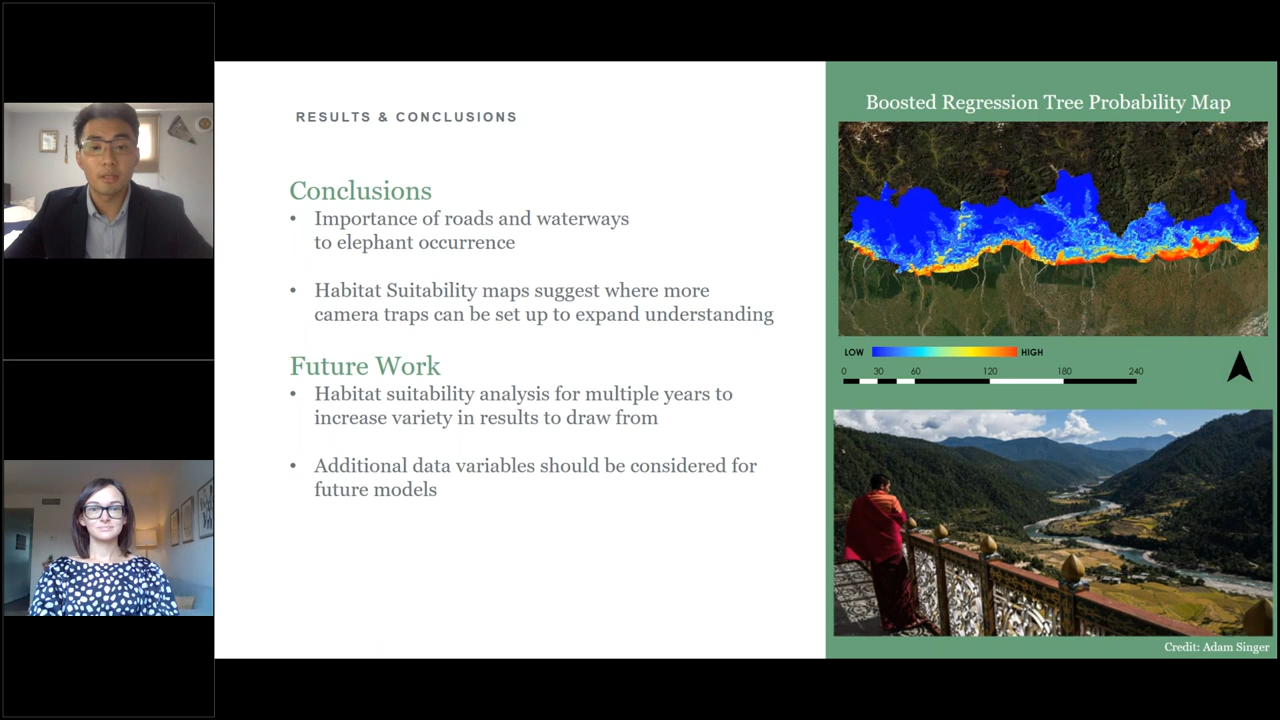 RESULTS & CONCLUSIONS
Conclusions
• Importance of roads and waterways
to elephant occurrence
• Habitat Suitability maps suggest where more
camera traps can be set up to expand understanding
Future Work
• Habitat suitability analysis for multiple years to
increase variety in results to draw from
• Additional data variables should be considered for
future models
Boosted Regression Tree Probability Map
LOW HIGH
0 30 60 120 180 240
Credit: Adam Singer